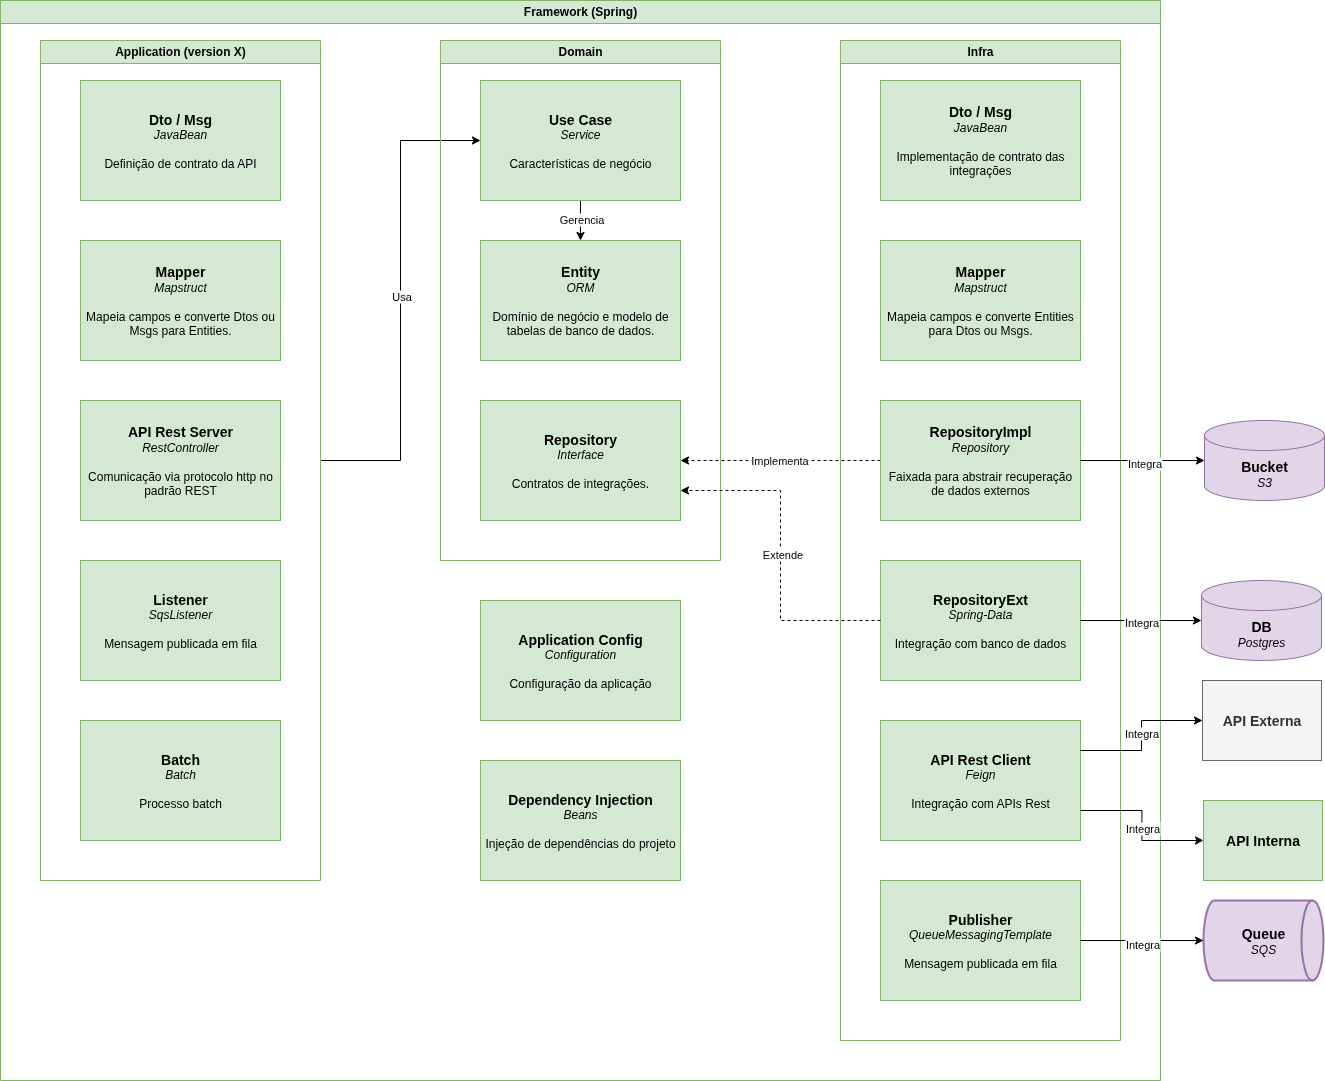 Framework (Spring)
Application (version X)
Dto / Msg
JavaBean
Definição de contrato da API
Mapper
Mapstruct
Mapeia campos e converte Dtos ou
Msgs para Entities.
API Rest Server
RestController
Comunicação via protocolo http no
padrão REST
Listener
SqsListener
Mensagem publicada em fila
Batch
Batch
Processo batch
Usa
Domain
Use Case
Service
Características de negócio
Gerencia
Entity
ORM
Domínio de negócio e modelo de
tabelas de banco de dados.
Repository
Interface
Contratos de integrações.
Application Config
Configuration
Configuração da aplicação
Dependency Injection
Beans
Injeção de dependências do projeto
Implementa
Extende
Infra
Dto / Msg
JavaBean
Implementação de contrato das
integrações
Mapper
Mapstruct
Mapeia campos e converte Entities
para Dtos ou Msgs.
RepositoryImpl
Repository
Faixada para abstrair recuperação
de dados externos
RepositoryExt
Spring-Data
Integração com banco de dados
API Rest Client
Feign
Integração com APIs Rest
Publisher
QueueMessagingTemplate
Mensagem publicada em fila
Integra
Bucket
S3
Integra
DB
Postgres
Integra
API Externa
Integra
API Interna
Integra
Queue
SQS